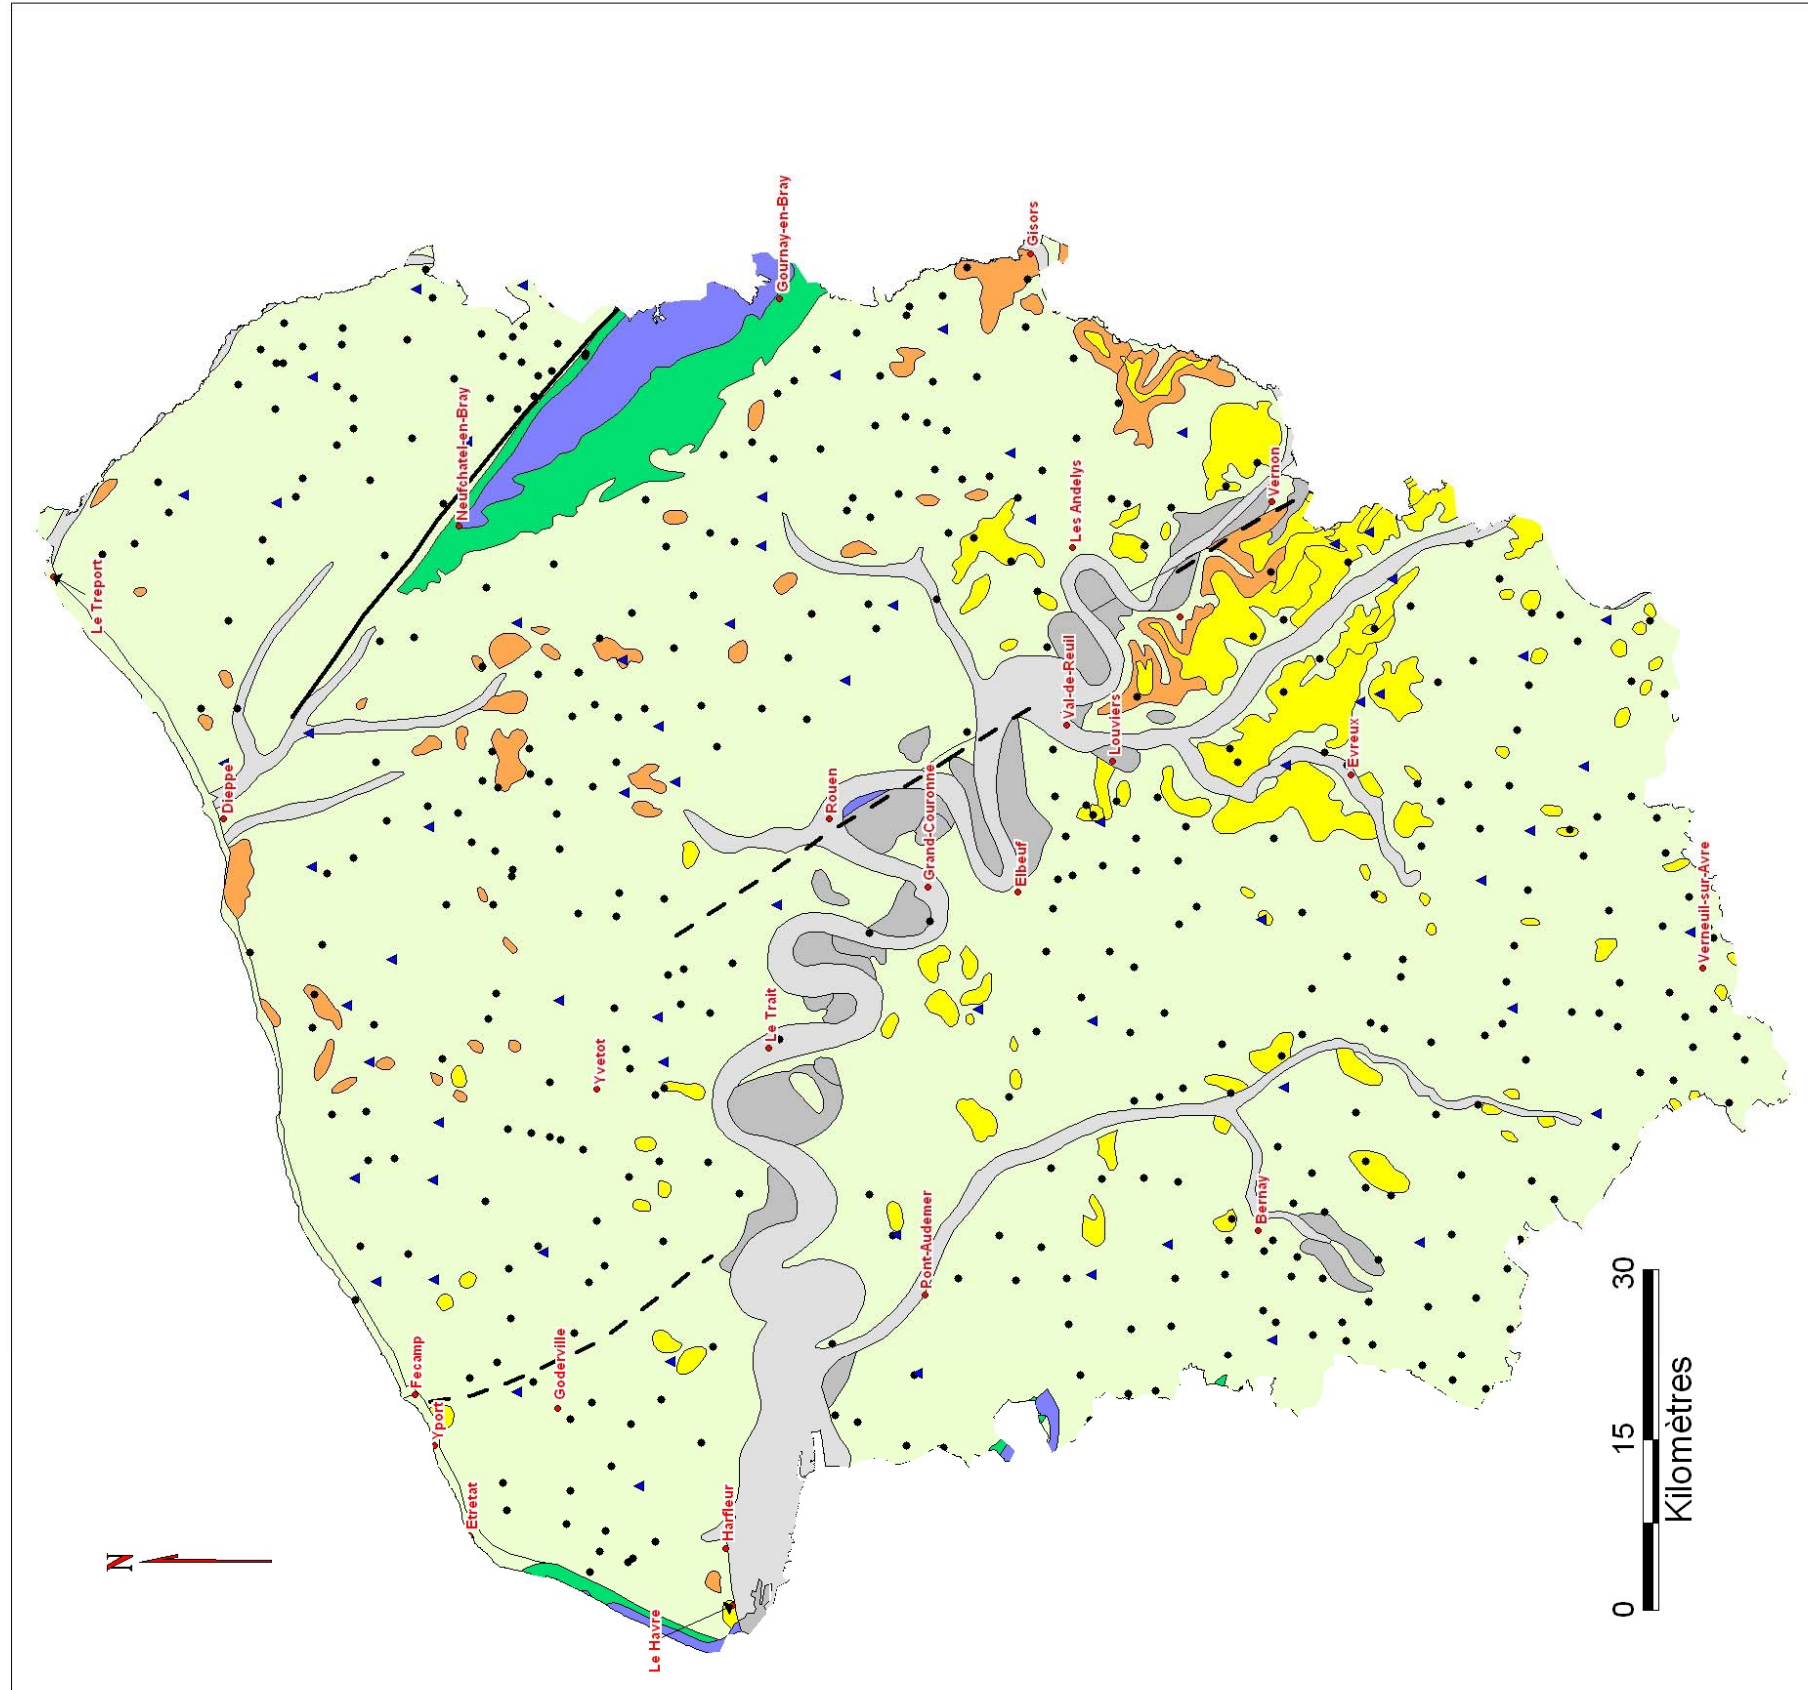 N
Le Treport
Dieppe
Neufchatel-en-Bray
Gournay-en-Bray
Gisors
Fecamp
Yport
Etretat
Goderville
Yvetot
Le Havre
Harfleur
Le Trait
Rouen
Grand-Couronne
Elbeuf
Pont-Audemer
Val-de-Reuil
Louviers
Les Andelys
Vernon
Evreux
Bernay
Verneuil-sur-Avre
0 15 30
Kilomètres